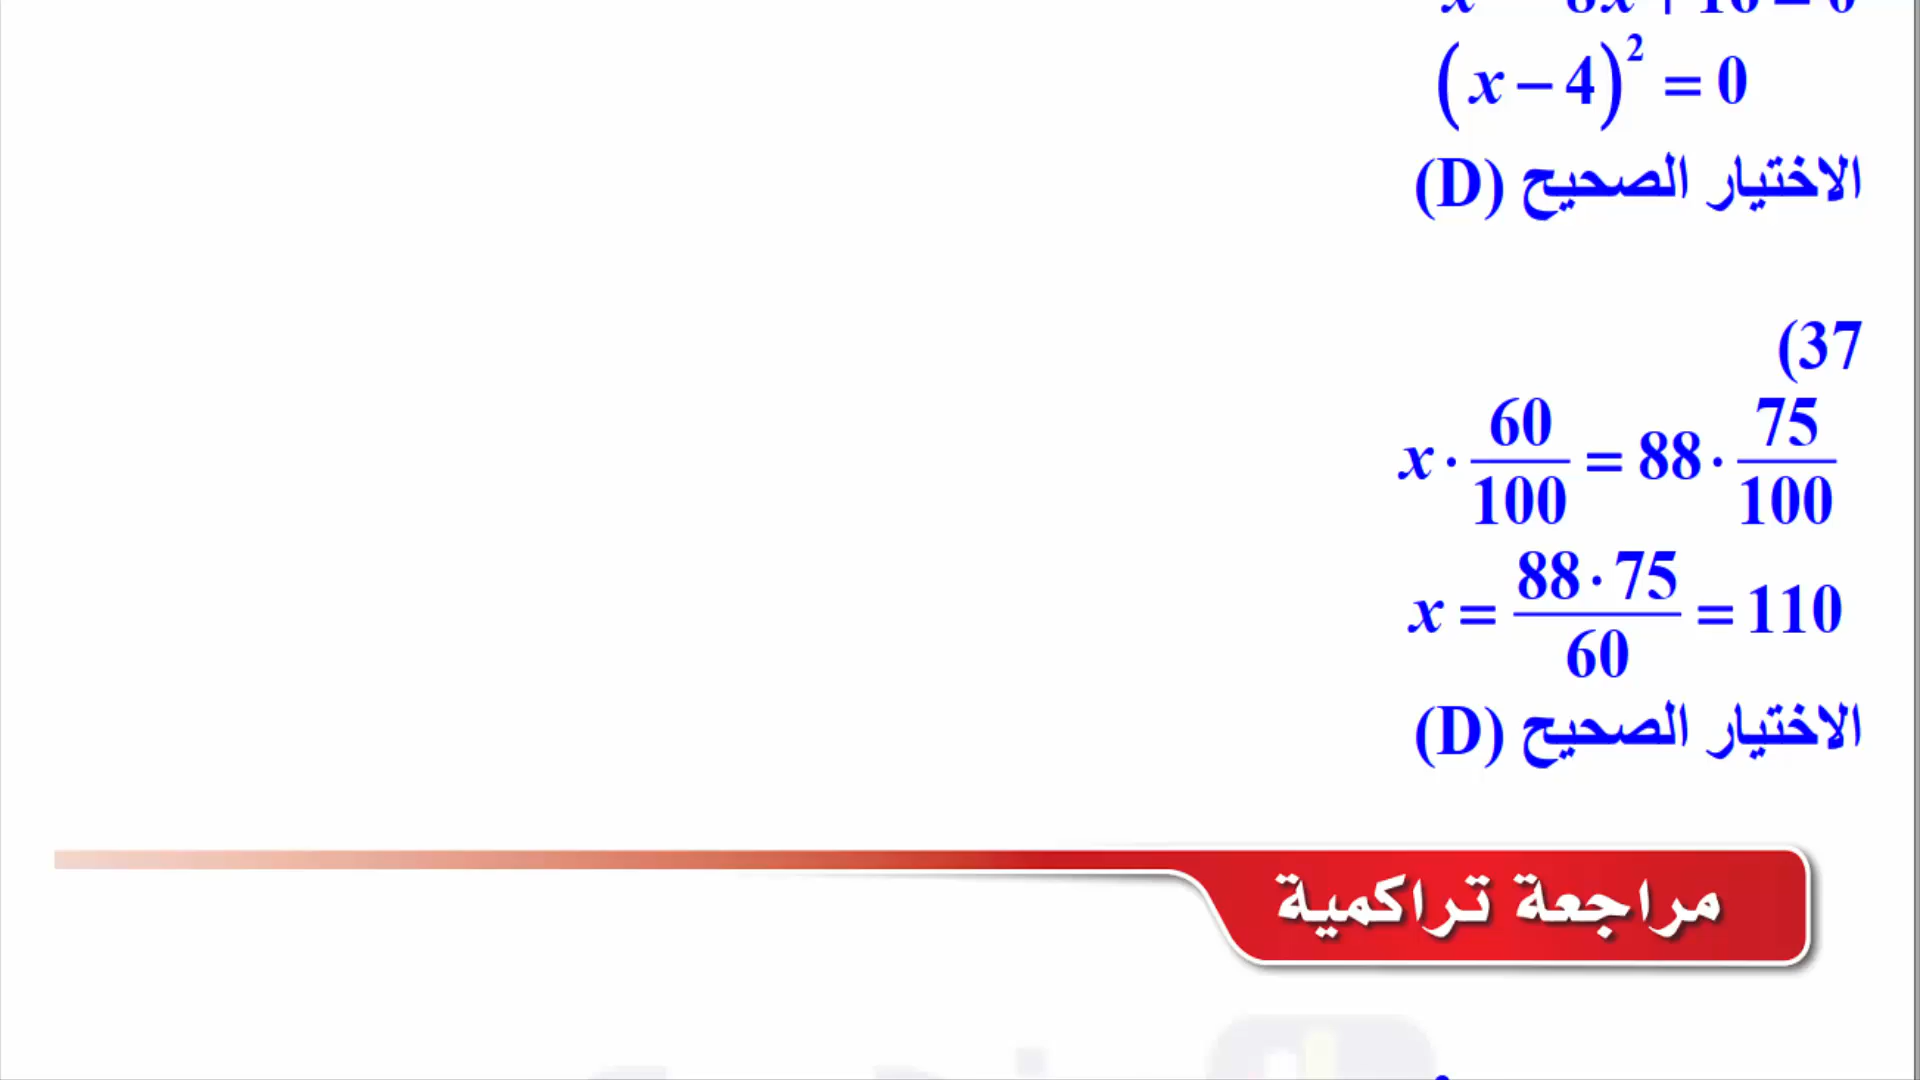 (x − 4)² = 0
الاختيار الصحيح (D)
(37
x · 60/100 = 88 · 75/100
x = 88 · 75/60 = 110
الاختيار الصحيح (D)
مراجعة تراكمية